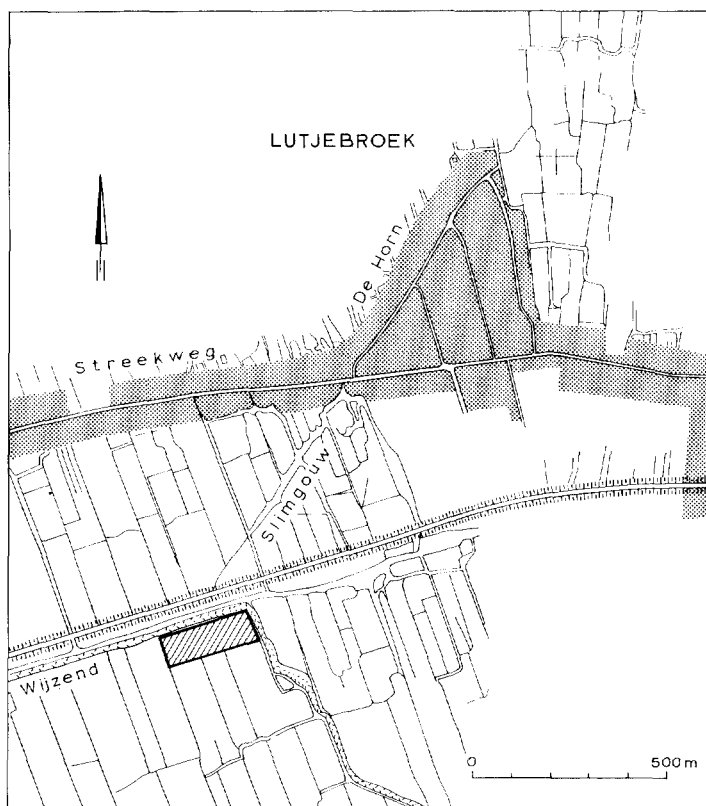 LUTJEBROEK
De Horn
Streekweg
Slimgouw
Wijzend
0 500 m